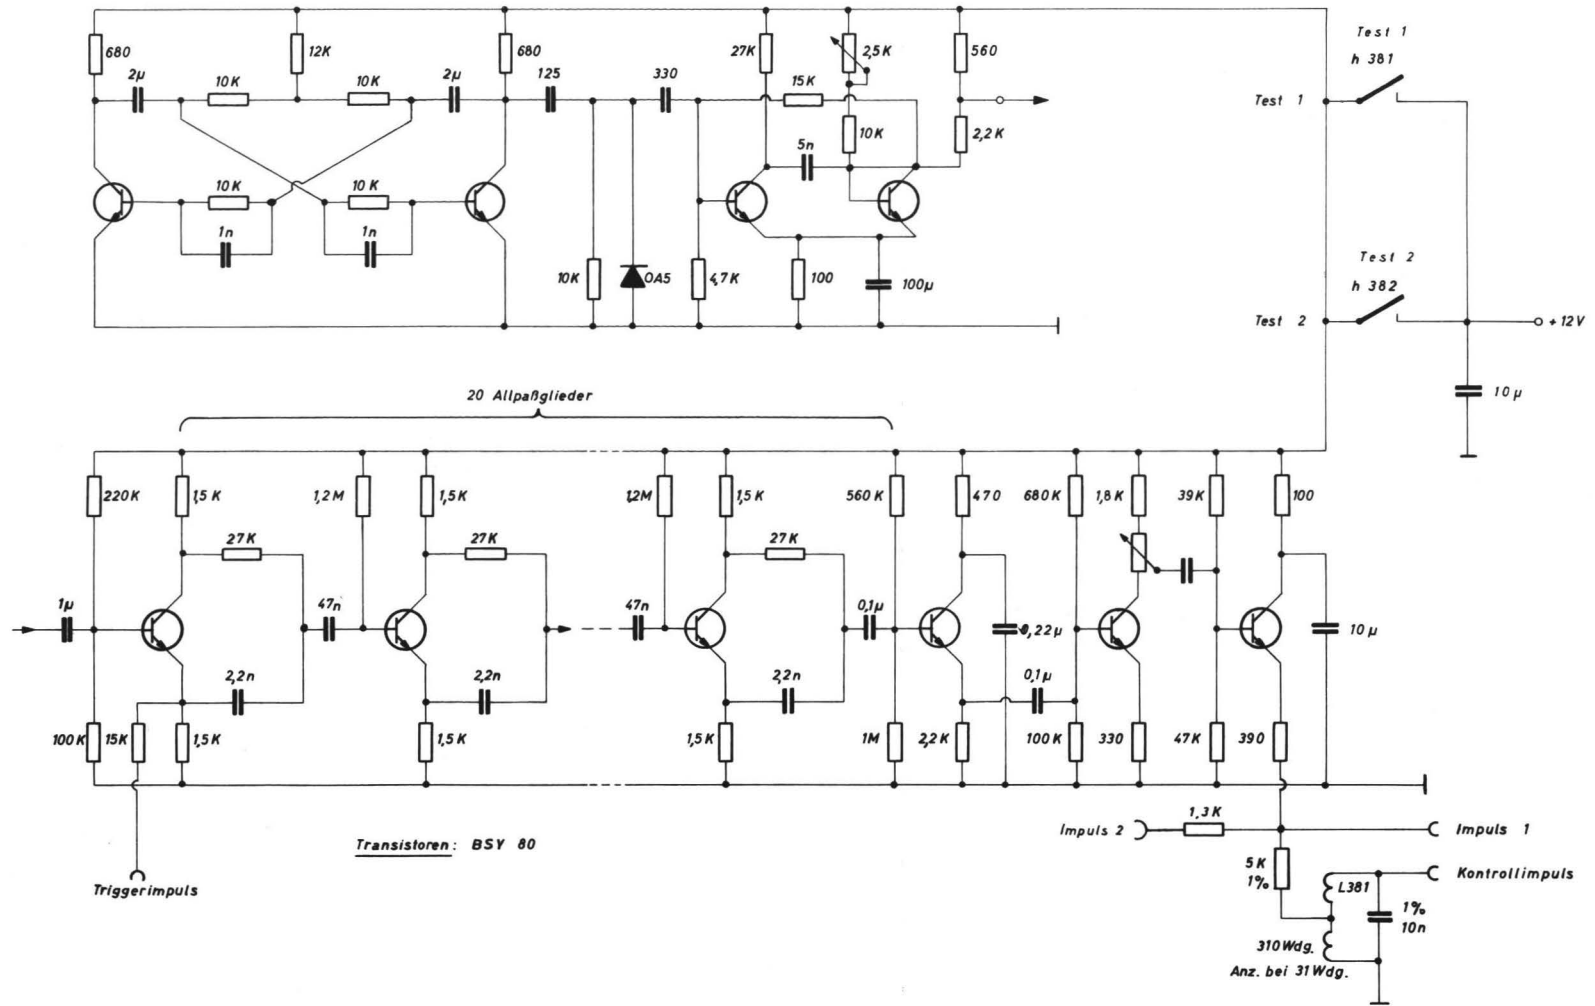 680
12K
680
27K
2,5K
560
Test 1
h 381
2μ
10K
10K
2μ
125
330
15K
Test 1
10K
2,2K
5n
10K
10K
1n
1n
10K
OA5
4,7K
100
100μ
Test 2
h 382
Test 2
+12V
10μ
20 Allpaßglieder
220K
1,5K
1,2M
1,5K
1,2M
1,5K
560K
470
680K
1,8K
39K
100
27K
27K
27K
1μ
47n
47n
0,1μ
0,22μ
10μ
2,2n
2,2n
2,2n
0,1μ
100K
15K
1,5K
1,5K
1,5K
1M
2,2K
100K
330
47K
390
1,3K
Impuls 2
Impuls 1
Transistoren: BSY 80
5K
1%
Kontrollimpuls
L381
Triggerimpuls
1%
10n
310Wdg.
Anz. bei 31Wdg.